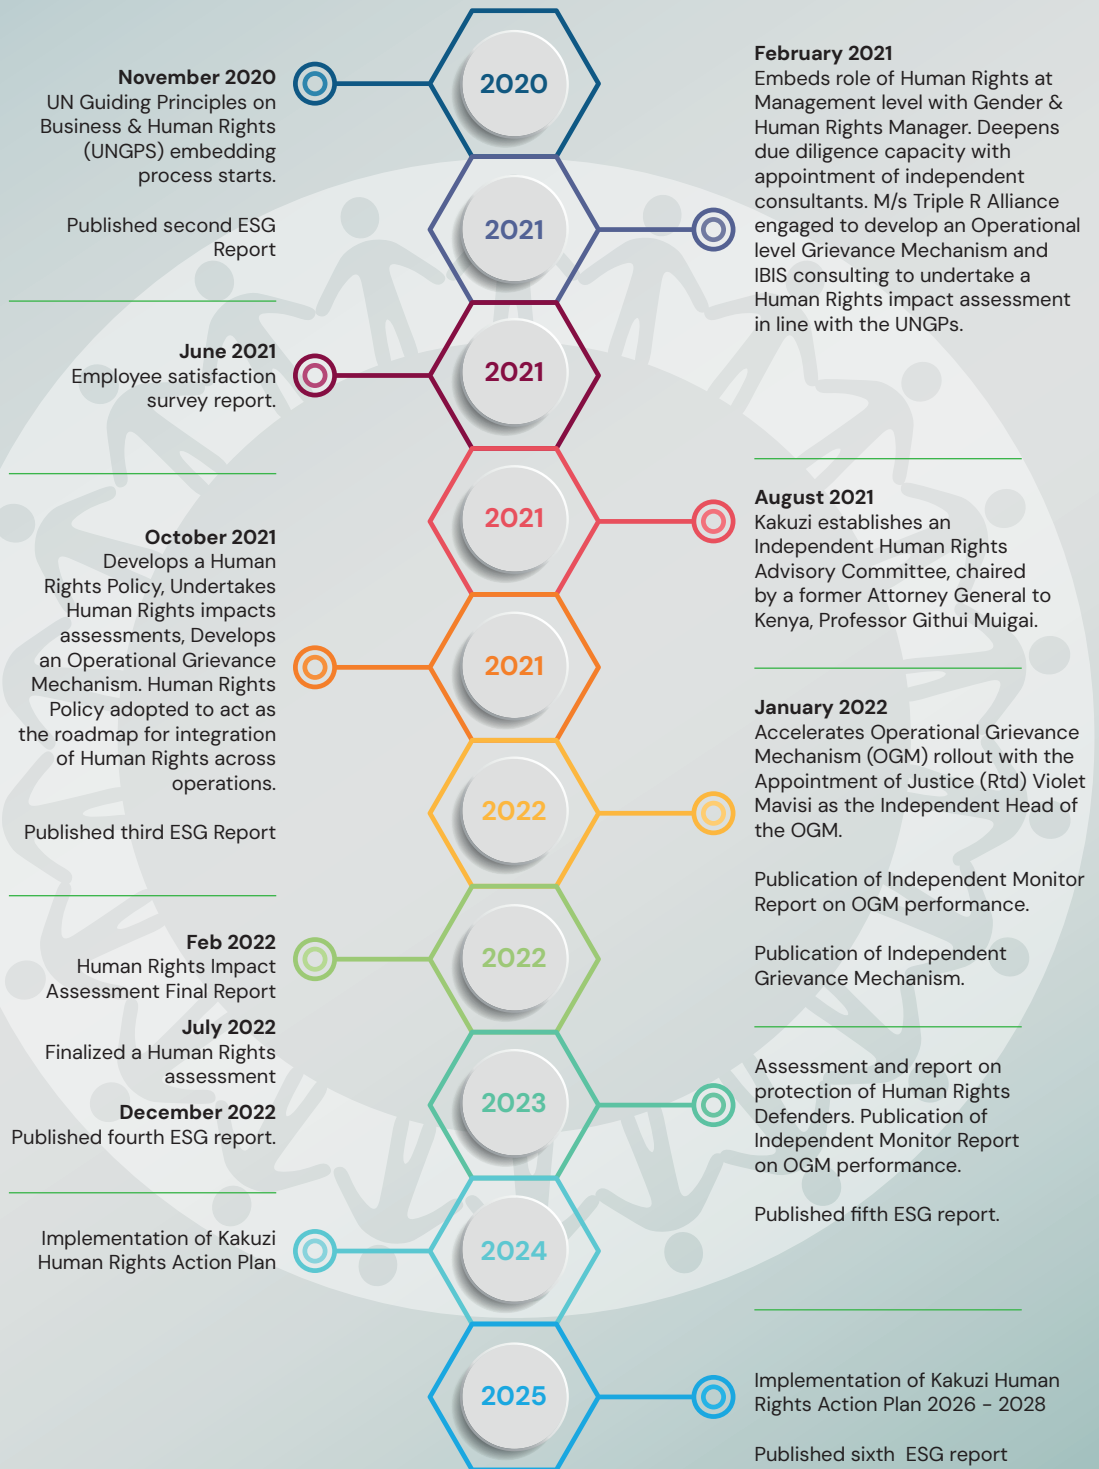 2020
November 2020
UN Guiding Principles on
Business & Human Rights
(UNGPS) embedding
process starts.
Published second ESG
Report
2021
February 2021
Embeds role of Human Rights at
Management level with Gender &
Human Rights Manager. Deepens
due diligence capacity with
appointment of independent
consultants. M/s Triple R Alliance
engaged to develop an Operational
level Grievance Mechanism and
IBIS consulting to undertake a
Human Rights impact assessment
in line with the UNGPs.
2021
June 2021
Employee satisfaction
survey report.
2021
August 2021
Kakuzi establishes an
Independent Human Rights
Advisory Committee, chaired
by a former Attorney General to
Kenya, Professor Githui Muigai.
2021
October 2021
Develops a Human
Rights Policy, Undertakes
Human Rights impacts
assessments, Develops
an Operational Grievance
Mechanism. Human Rights
Policy adopted to act as
the roadmap for integration
of Human Rights across
operations.
Published third ESG Report
2022
January 2022
Accelerates Operational Grievance
Mechanism (OGM) rollout with the
Appointment of Justice (Rtd) Violet
Mavisi as the Independent Head of
the OGM.
Publication of Independent Monitor
Report on OGM performance.
Publication of Independent
Grievance Mechanism.
2022
Feb 2022
Human Rights Impact
Assessment Final Report
July 2022
Finalized a Human Rights
assessment
December 2022
Published fourth ESG report.
2023
Assessment and report on
protection of Human Rights
Defenders. Publication of
Independent Monitor Report
on OGM performance.
Published fifth ESG report.
2024
Implementation of Kakuzi
Human Rights Action Plan
2025
Implementation of Kakuzi Human
Rights Action Plan 2026 - 2028
Published sixth ESG report